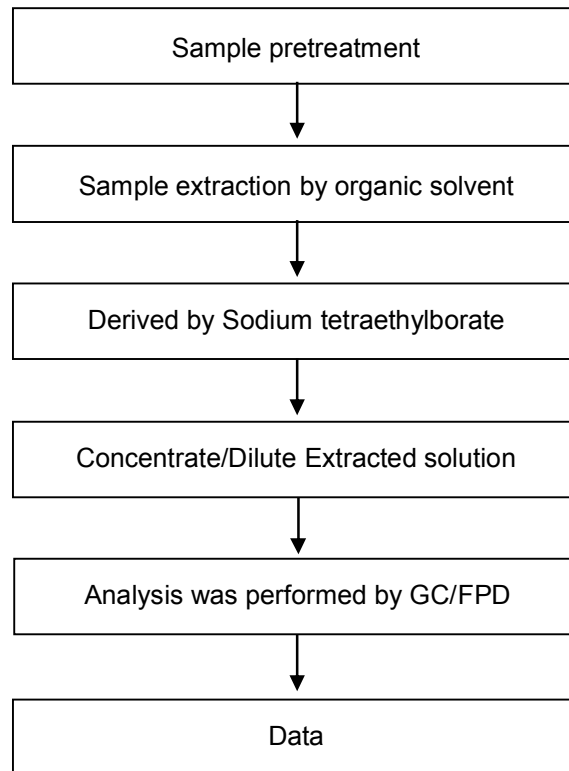 Sample pretreatment
Sample extraction by organic solvent
Derived by Sodium tetraethylborate
Concentrate/Dilute Extracted solution
Analysis was performed by GC/FPD
Data